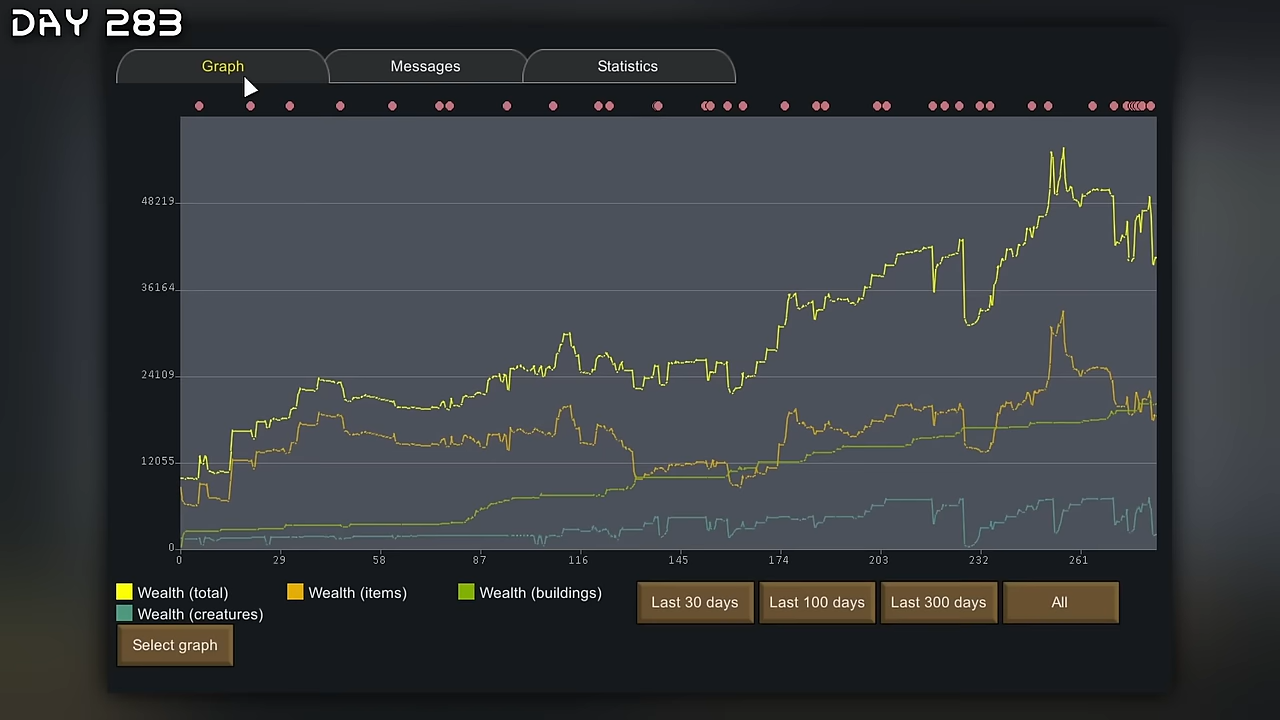 DAY 283
Graph Messages Statistics
48219
36164
24109
12055
0
0 29 58 87 116 145 174 203 232 261
Wealth (total) Wealth (items) Wealth (buildings)
Wealth (creatures)
Last 30 days Last 100 days Last 300 days All
Select graph